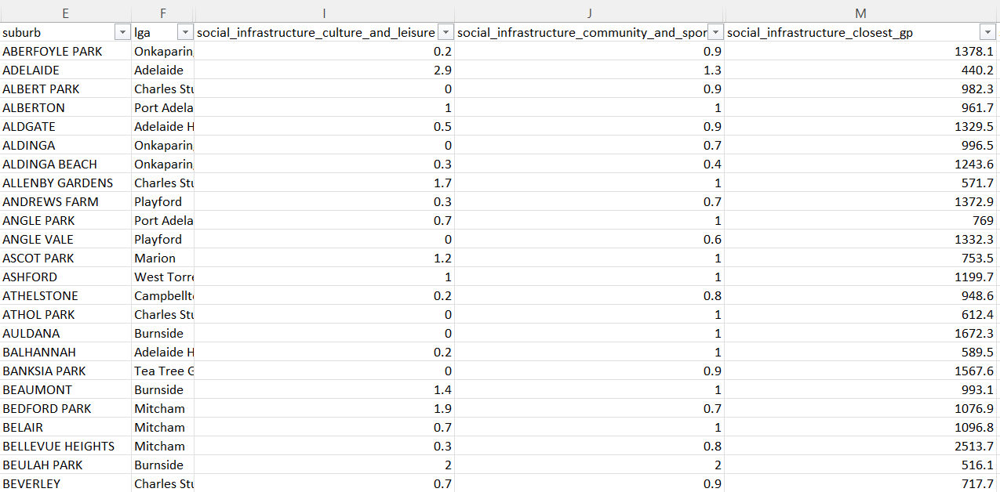 E F I J M
suburb lga social_infrastructure_culture_and_leisure social_infrastructure_community_and_spor social_infrastructure_closest_gp
ABERFOYLE PARK Onkaparin 0.2 0.9 1378.1
ADELAIDE Adelaide 2.9 1.3 440.2
ALBERT PARK Charles Stu 0 0.9 982.3
ALBERTON Port Adela 1 1 961.7
ALDGATE Adelaide H 0.5 0.9 1329.5
ALDINGA Onkaparin 0 0.7 996.5
ALDINGA BEACH Onkaparin 0.3 0.4 1243.6
ALLENBY GARDENS Charles Stu 1.7 1 571.7
ANDREWS FARM Playford 0.3 0.7 1372.9
ANGLE PARK Port Adela 0.7 1 769
ANGLE VALE Playford 0 0.6 1332.3
ASCOT PARK Marion 1.2 1 753.5
ASHFORD West Torre 1 1 1199.7
ATHELSTONE Campbellt 0.2 0.8 948.6
ATHOL PARK Charles Stu 0 1 612.4
AULDANA Burnside 0 1 1672.3
BALHANNAH Adelaide H 0.2 1 589.5
BANKSIA PARK Tea Tree G 0 0.9 1567.6
BEAUMONT Burnside 1.4 1 993.1
BEDFORD PARK Mitcham 1.9 0.7 1076.9
BELAIR Mitcham 0.7 1 1096.8
BELLEVUE HEIGHTS Mitcham 0.3 0.8 2513.7
BEULAH PARK Burnside 2 2 516.1
BEVERLEY Charles Stu 0.7 0.9 717.7